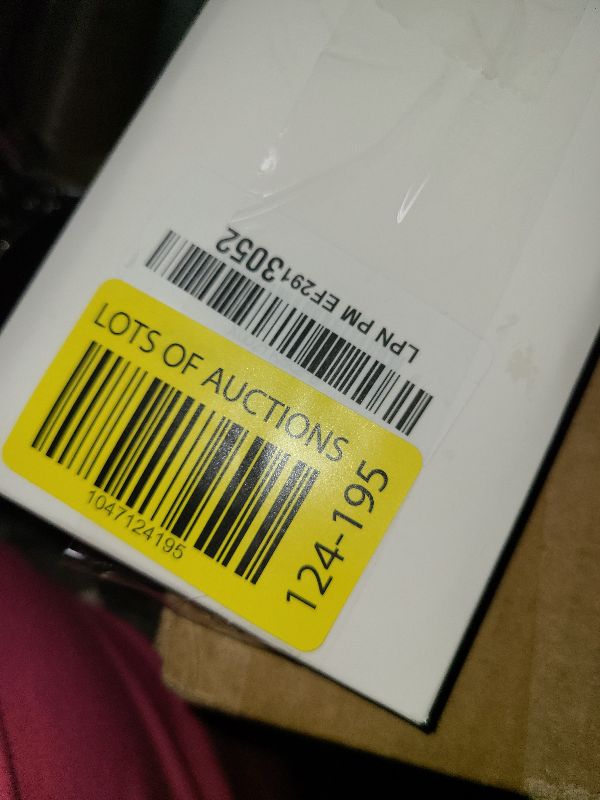 LPN PM EF2913052
LOTS OF AUCTIONS
1047124195
124-195